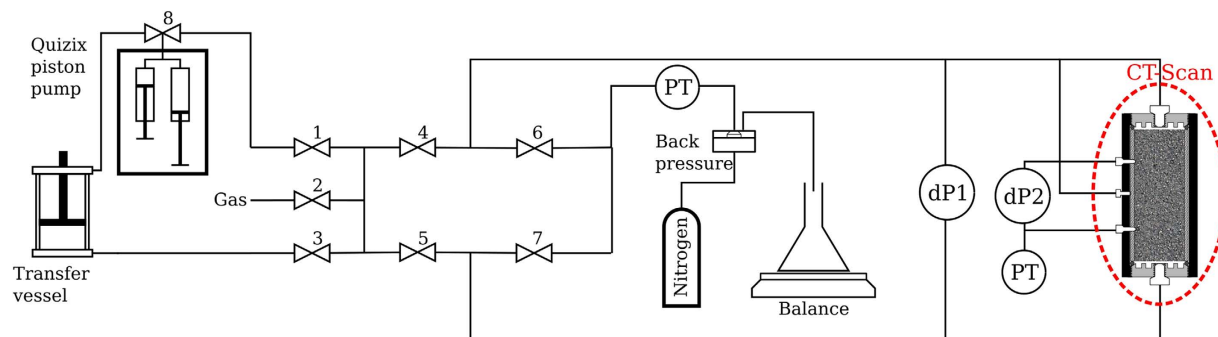 8
Quizix
piston
pump
CT-Scan
PT
1
4
6
Back
pressure
2
Gas
dP1
dP2
3
5
7
Nitrogen
PT
Transfer
vessel
Balance